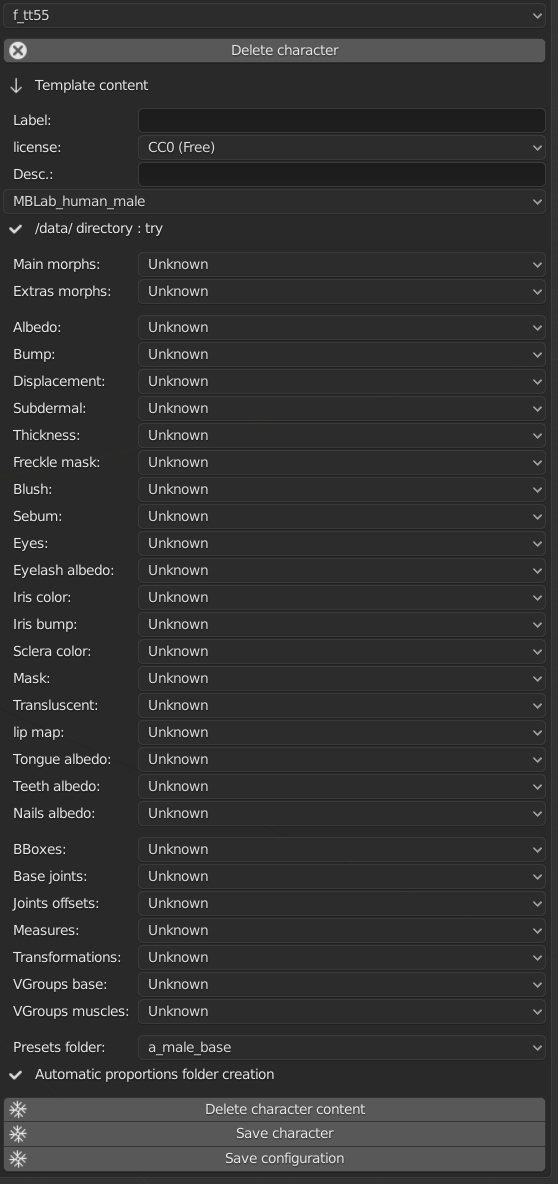 f_tt55
Delete character
Template content
Label:
license: CC0 (Free)
Desc.:
MBLab_human_male
/data/ directory : try
Main morphs: Unknown
Extras morphs: Unknown
Albedo: Unknown
Bump: Unknown
Displacement: Unknown
Subdermal: Unknown
Thickness: Unknown
Freckle mask: Unknown
Blush: Unknown
Sebum: Unknown
Eyes: Unknown
Eyelash albedo: Unknown
Iris color: Unknown
Iris bump: Unknown
Sclera color: Unknown
Mask: Unknown
Transluscent: Unknown
lip map: Unknown
Tongue albedo: Unknown
Teeth albedo: Unknown
Nails albedo: Unknown
BBoxes: Unknown
Base joints: Unknown
Joints offsets: Unknown
Measures: Unknown
Transformations: Unknown
VGroups base: Unknown
VGroups muscles: Unknown
Presets folder: a_male_base
Automatic proportions folder creation
Delete character content
Save character
Save configuration